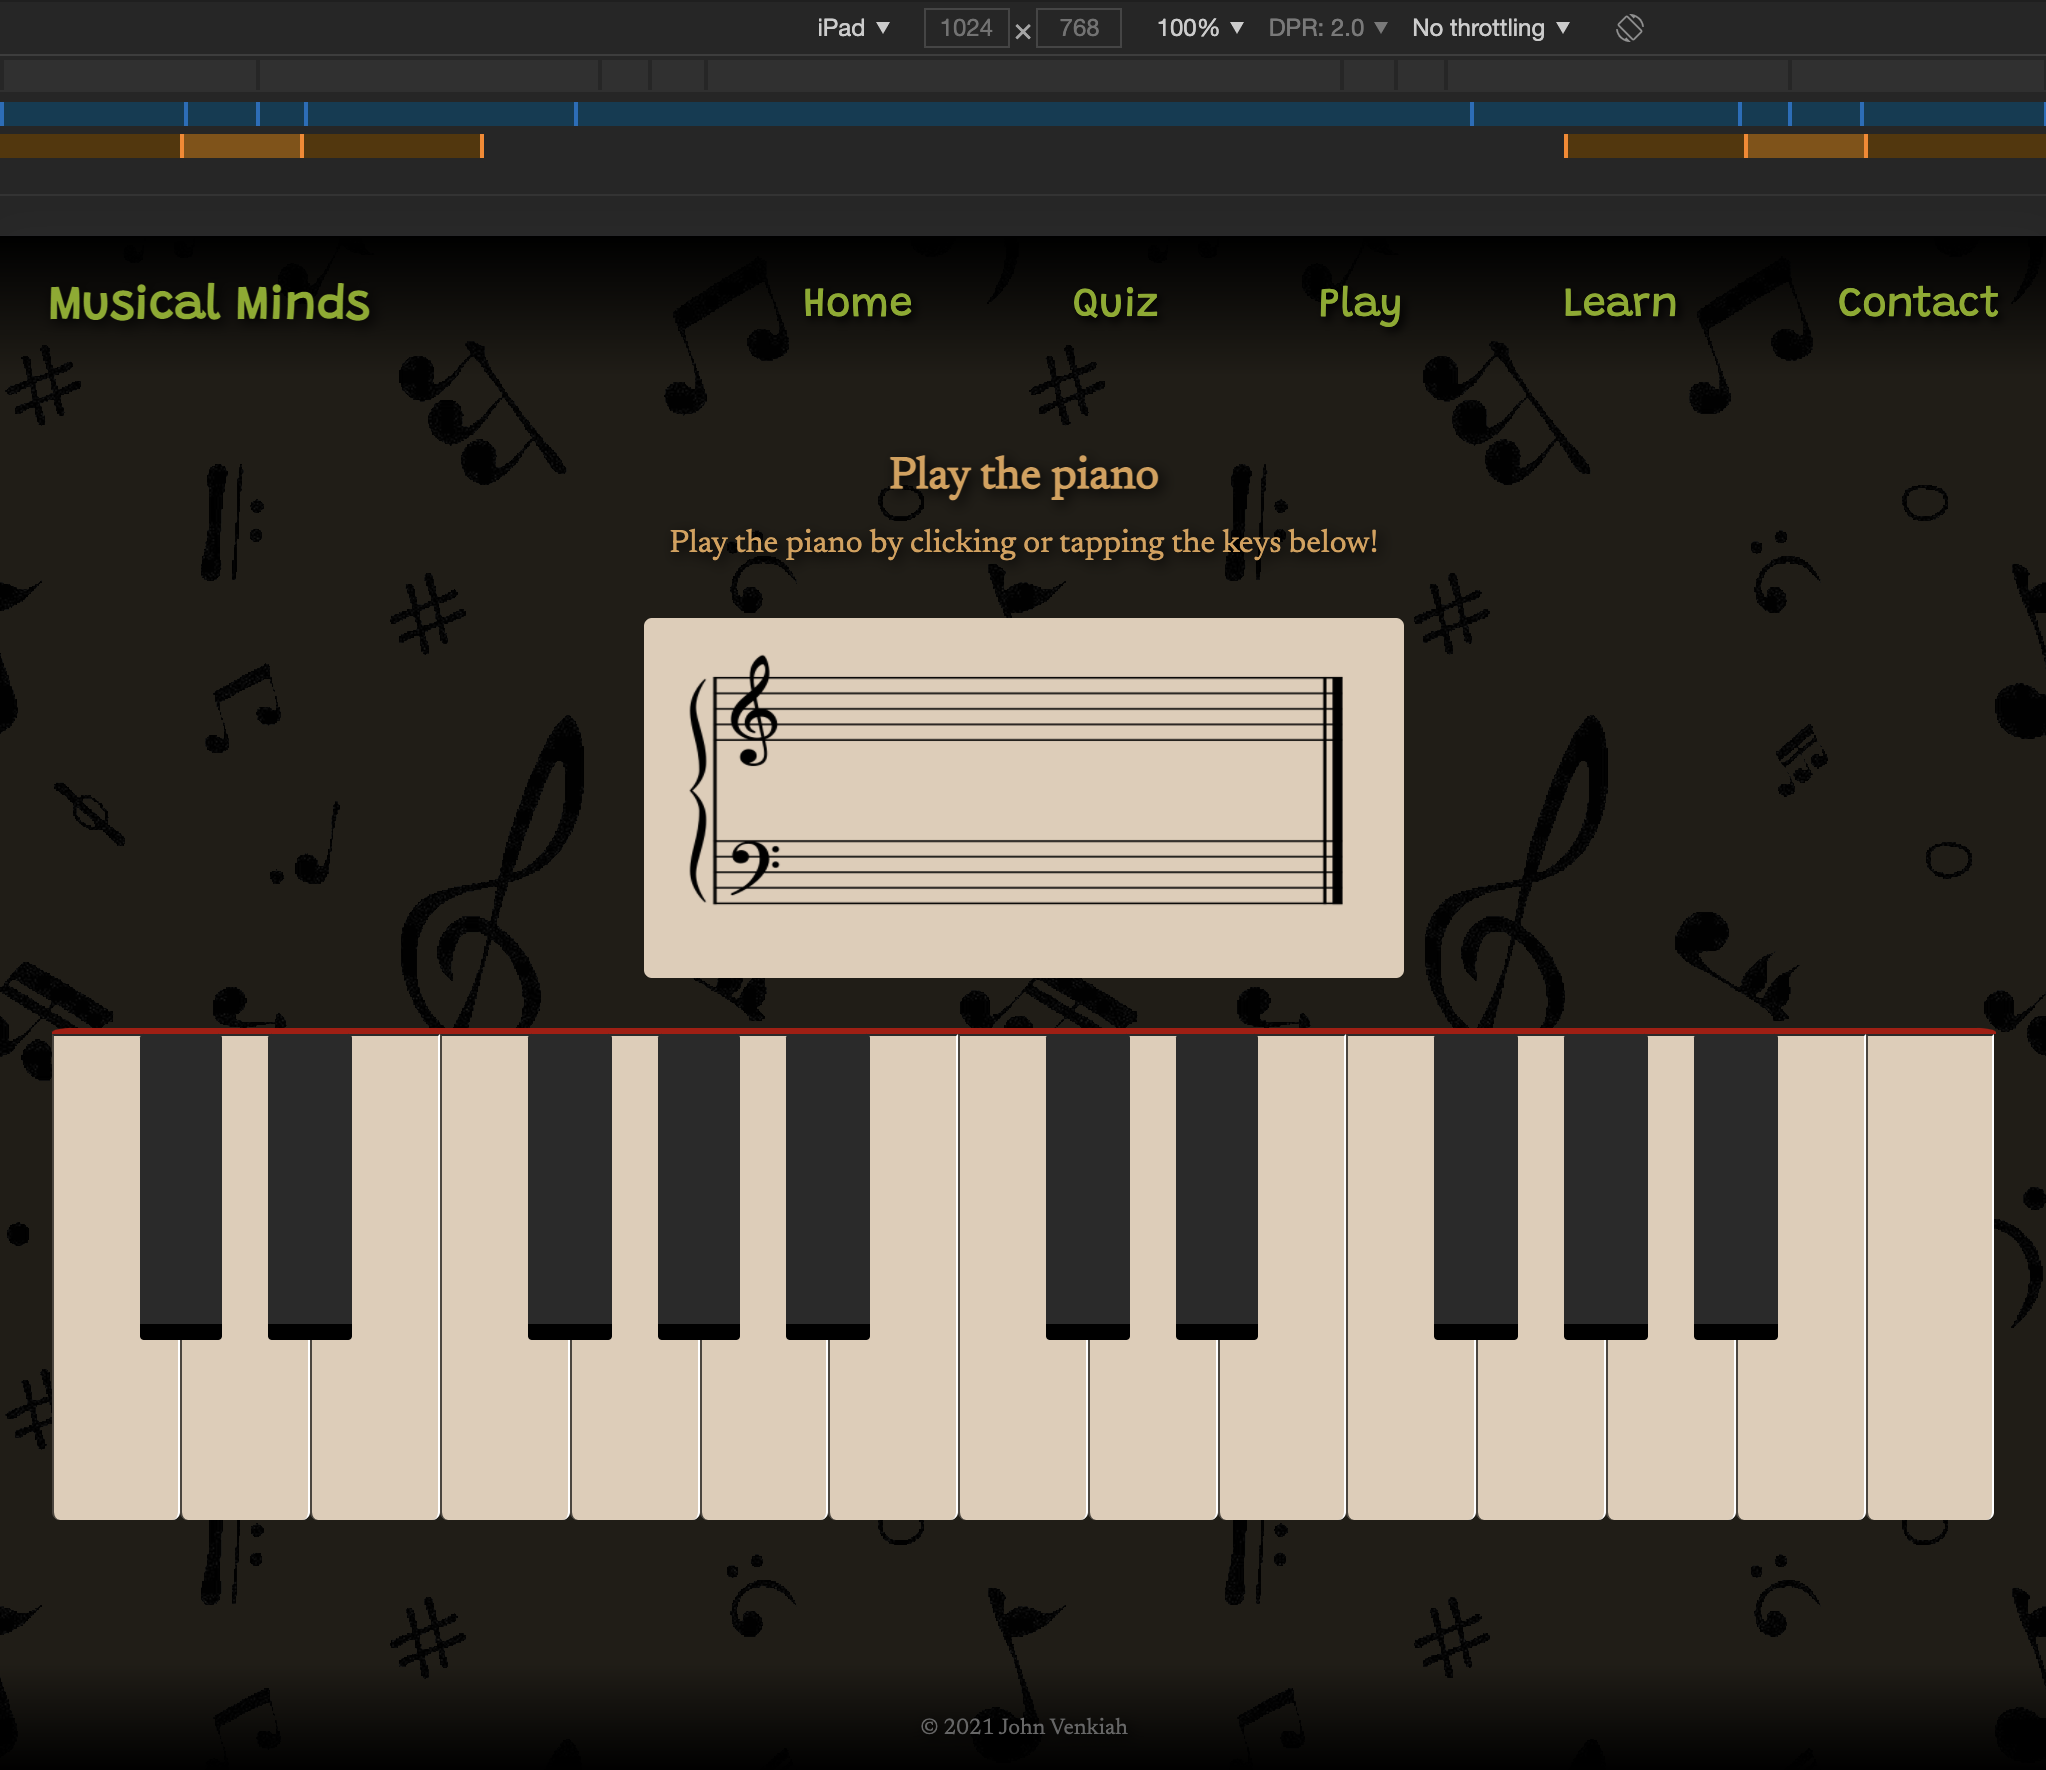 iPad ▼ 1024 × 768 100% ▼ DPR: 2.0 ▼ No throttling ▼
Musical Minds Home Quiz Play Learn Contact
Play the piano
Play the piano by clicking or tapping the keys below!
© 2021 John Venkiah